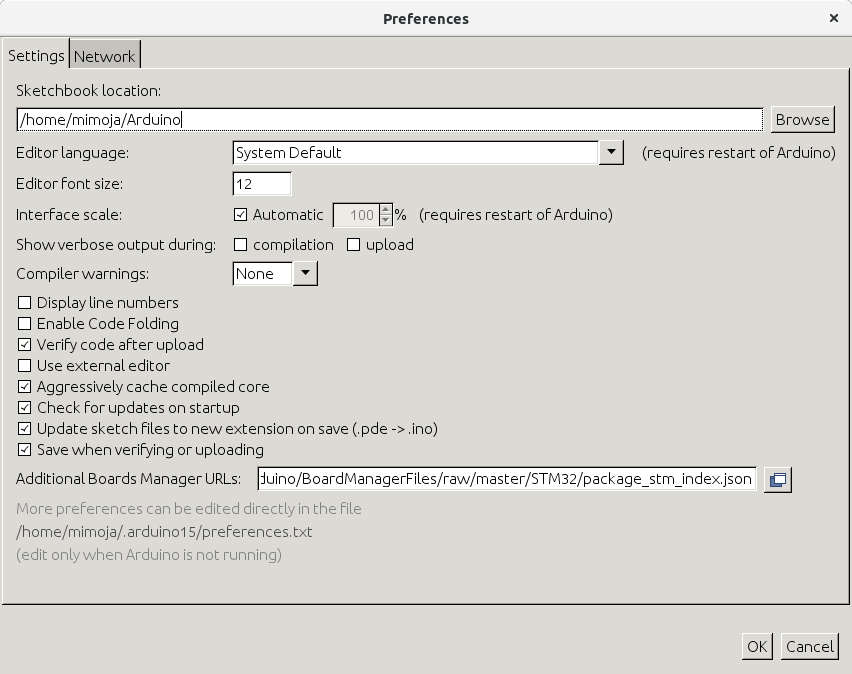 Preferences ×
Settings Network
Sketchbook location:
/home/mimoja/Arduino Browse
Editor language: System Default (requires restart of Arduino)
Editor font size: 12
Interface scale: Automatic 100 % (requires restart of Arduino)
Show verbose output during: compilation upload
Compiler warnings: None
Display line numbers
Enable Code Folding
Verify code after upload
Use external editor
Aggressively cache compiled core
Check for updates on startup
Update sketch files to new extension on save (.pde -> .ino)
Save when verifying or uploading
Additional Boards Manager URLs: duino/BoardManagerFiles/raw/master/STM32/package_stm_index.json
More preferences can be edited directly in the file
/home/mimoja/.arduino15/preferences.txt
(edit only when Arduino is not running)
OK Cancel